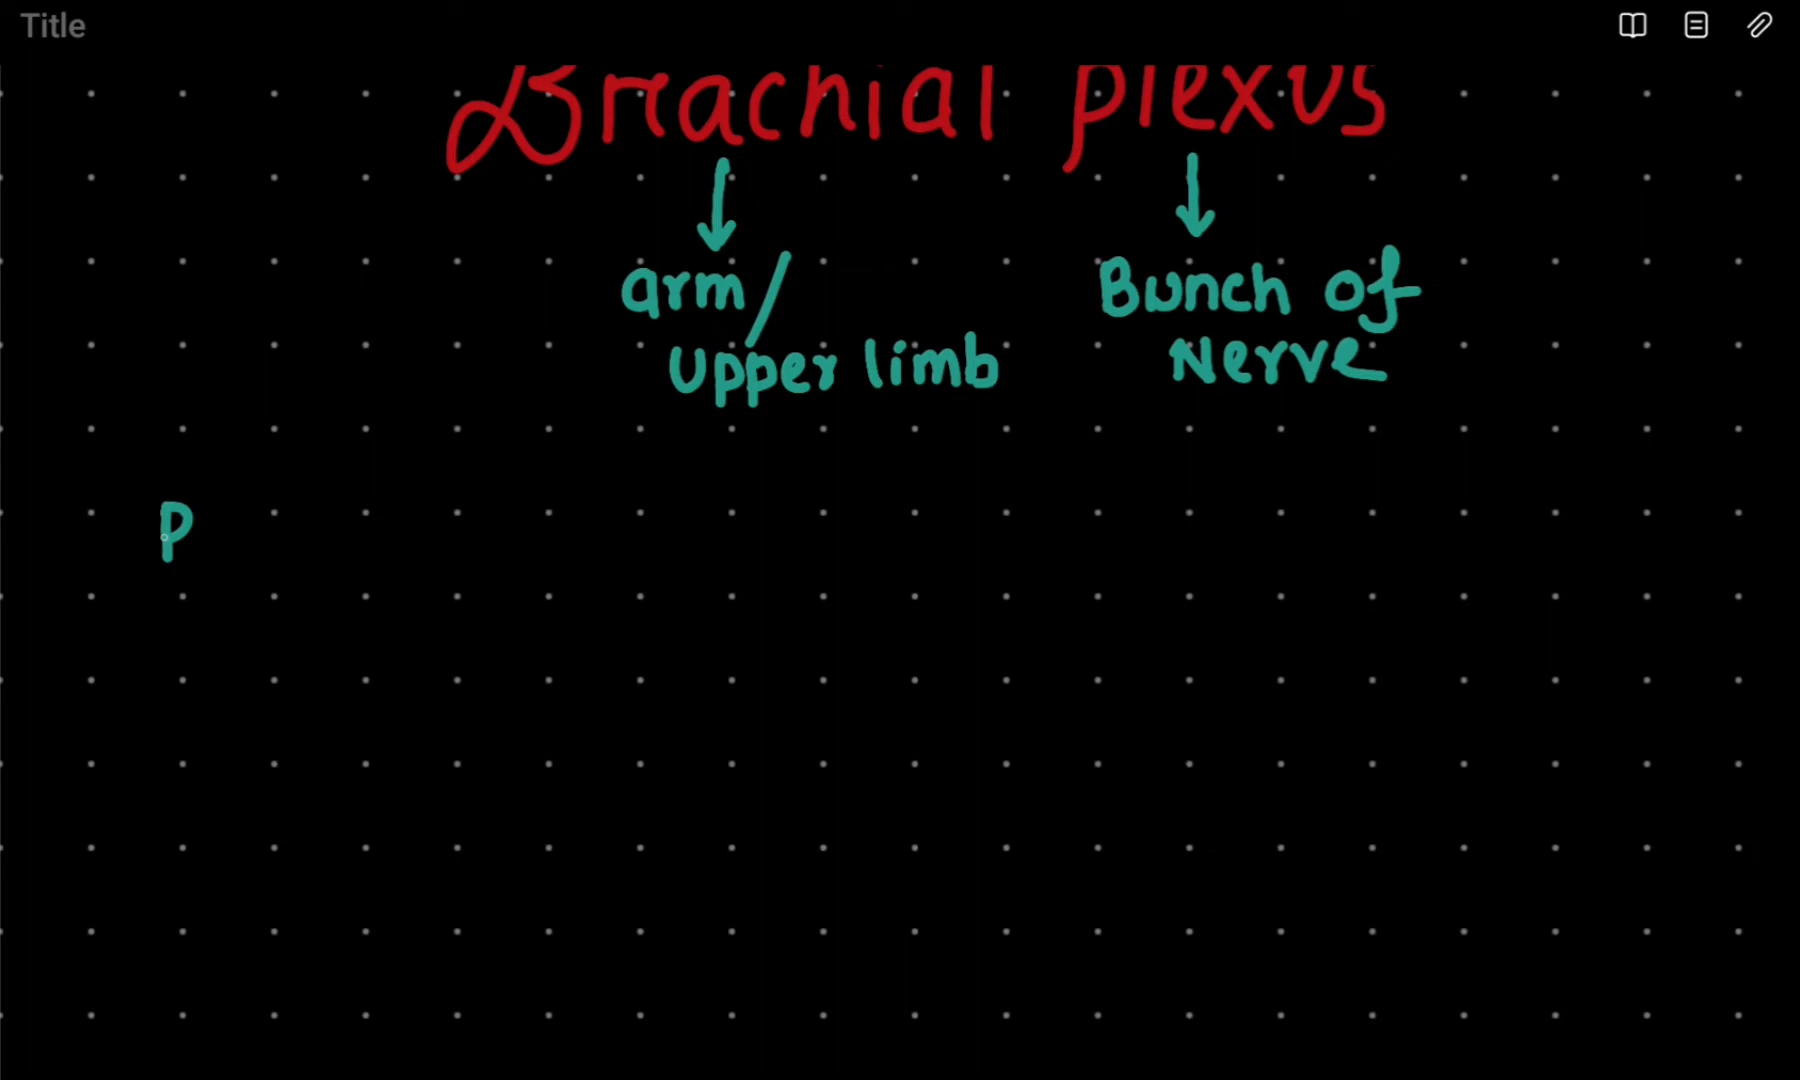 Title
Brachial plexus
arm/ Bunch of
Upper limb Nerve
P